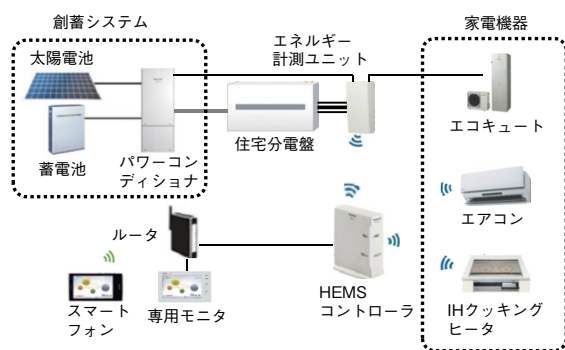 創蓄システム
家電機器
太陽電池
エネルギー
計測ユニット
蓄電池
パワーコン
ディショナ
住宅分電盤
エコキュート
エアコン
ルータ
スマート
フォン
専用モニタ
HEMS
コントローラ
IHクッキング
ヒータ